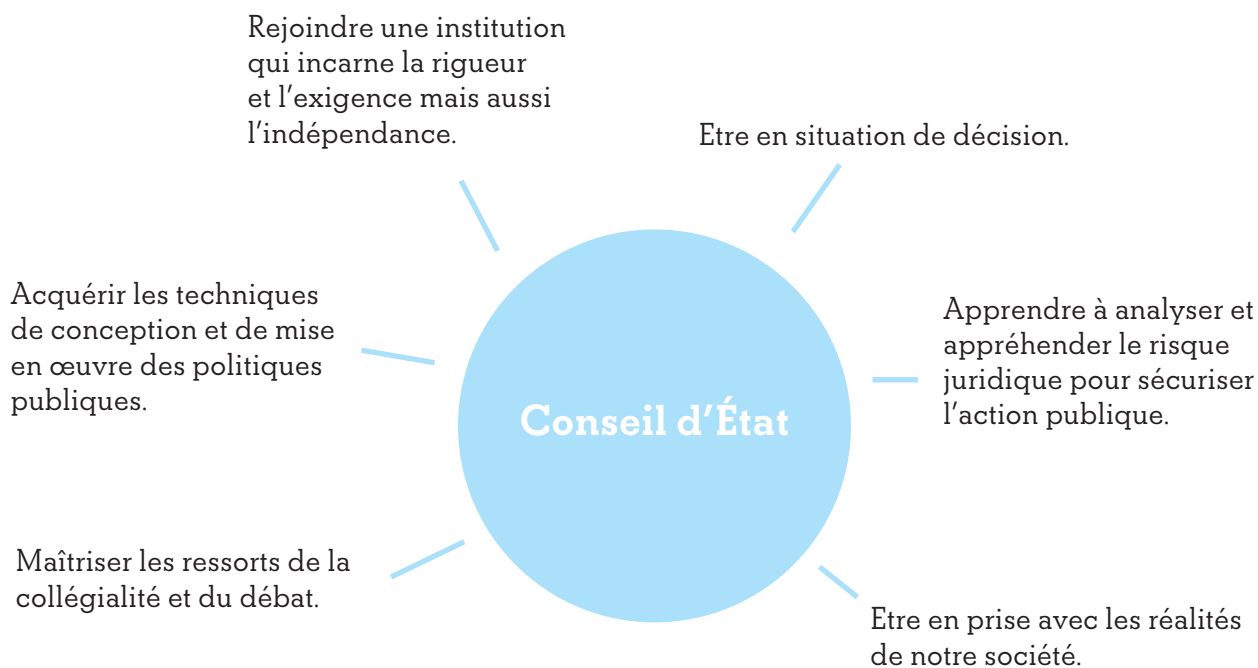 Rejoindre une institution
qui incarne la rigueur
et l'exigence mais aussi
l'indépendance.
Etre en situation de décision.
Acquérir les techniques
de conception et de mise
en œuvre des politiques
publiques.
Apprendre à analyser et
appréhender le risque
juridique pour sécuriser
l'action publique.
Conseil d'État
Maîtriser les ressorts de la
collégialité et du débat.
Etre en prise avec les réalités
de notre société.